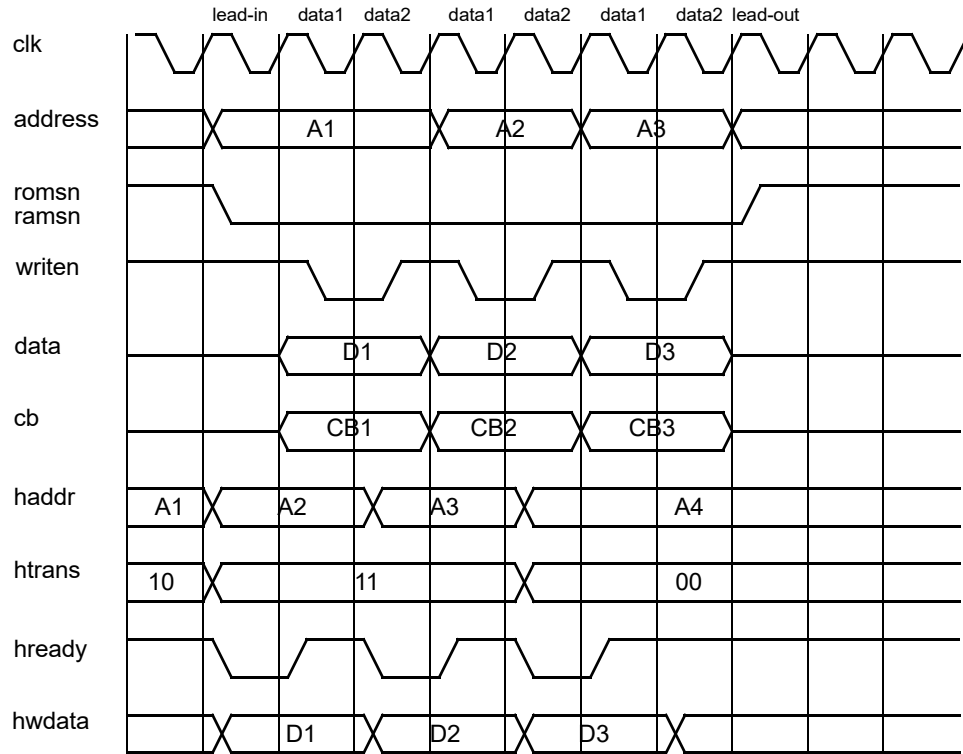 lead-in data1 data2 data1 data2 data1 data2 lead-out
clk
address A1 A2 A3
romsn
ramsn
writen
data D1 D2 D3
cb CB1 CB2 CB3
haddr A1 A2 A3 A4
htrans 10 11 00
hready
hwdata D1 D2 D3